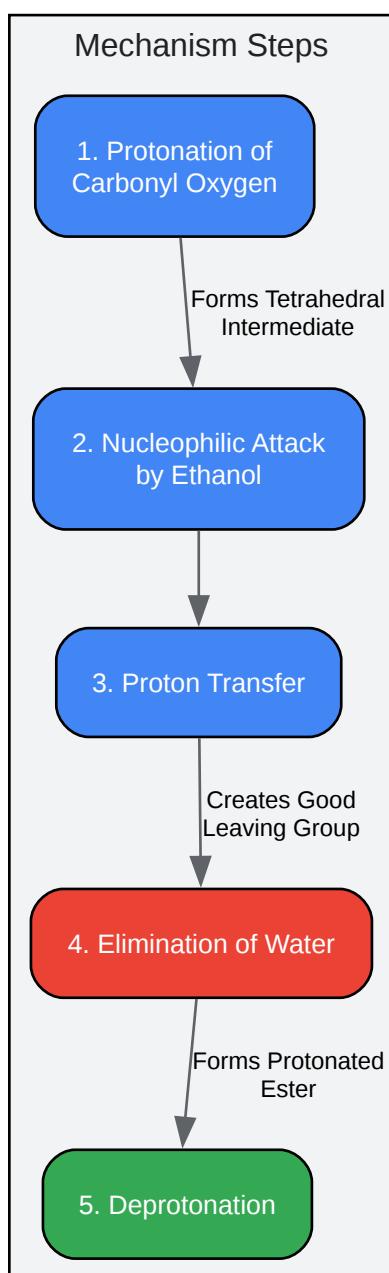 Mechanism Steps
1. Protonation of
Carbonyl Oxygen
Forms Tetrahedral
Intermediate
2. Nucleophilic Attack
by Ethanol
3. Proton Transfer
Creates Good
Leaving Group
4. Elimination of Water
Forms Protonated
Ester
5. Deprotonation